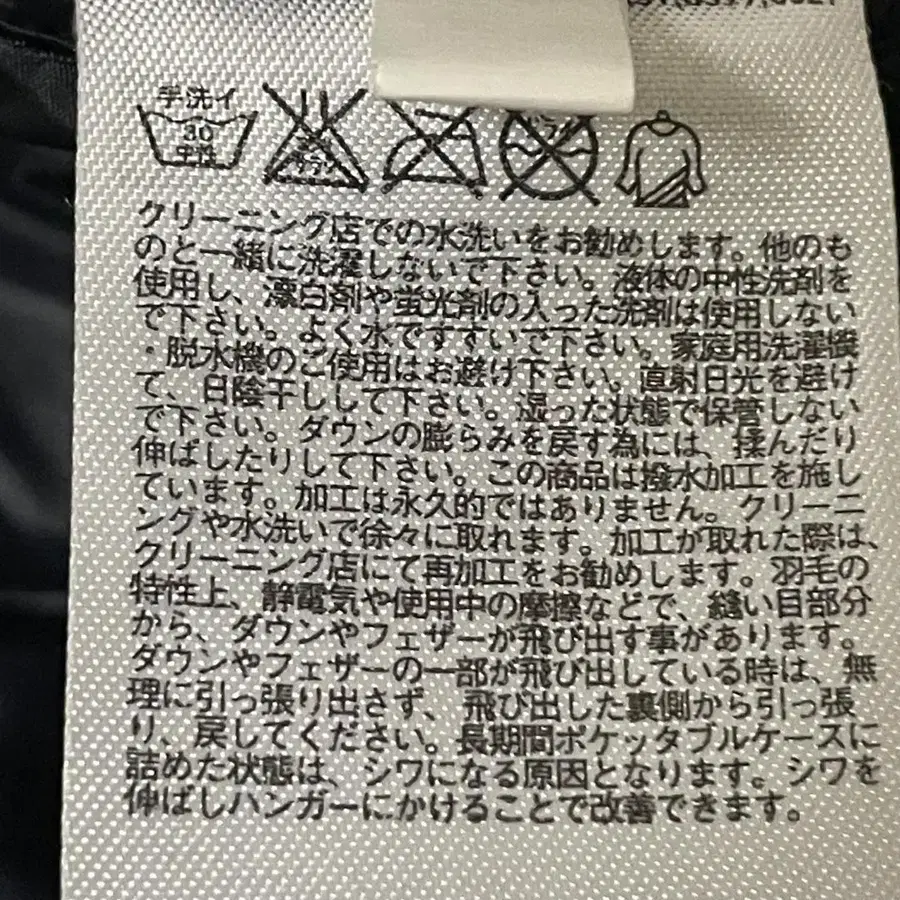 手洗イ
30
中性
クリーニング店での水洗いをお勧めします。他のも
のと一緒に洗濯しないで下さい。液体の中性洗剤を
使用し、漂白剤や蛍光剤の入った洗剤は使用しない
で下さい。よく水ですすいで下さい。家庭用洗濯機
・脱水機のご使用はお避け下さい。直射日光を避け
て、日陰干しして下さい。湿った状態で保管しない
で下さい。ダウンの膨らみを戻す為には、揉んだり
伸ばしたりして下さい。この商品は撥水加工を施し
ています。加工は永久的ではありません。クリーニ
ングや水洗いで徐々に取れます。加工が取れた際は、
クリーニング店にて再加工をお勧めします。羽毛の
特性上、静電気や使用中の摩擦などで、縫い目部分
から、ダウンやフェザーが飛び出す事があります。
ダウンやフェザーの一部が飛び出している時は、無
理に引っ張り出さず、飛び出した裏側から引っ張
り、戻してください。長期間ポケッタブルケースに
詰めた状態は、シワになる原因となります。シワを
伸ばしハンガーにかけることで改善できます。